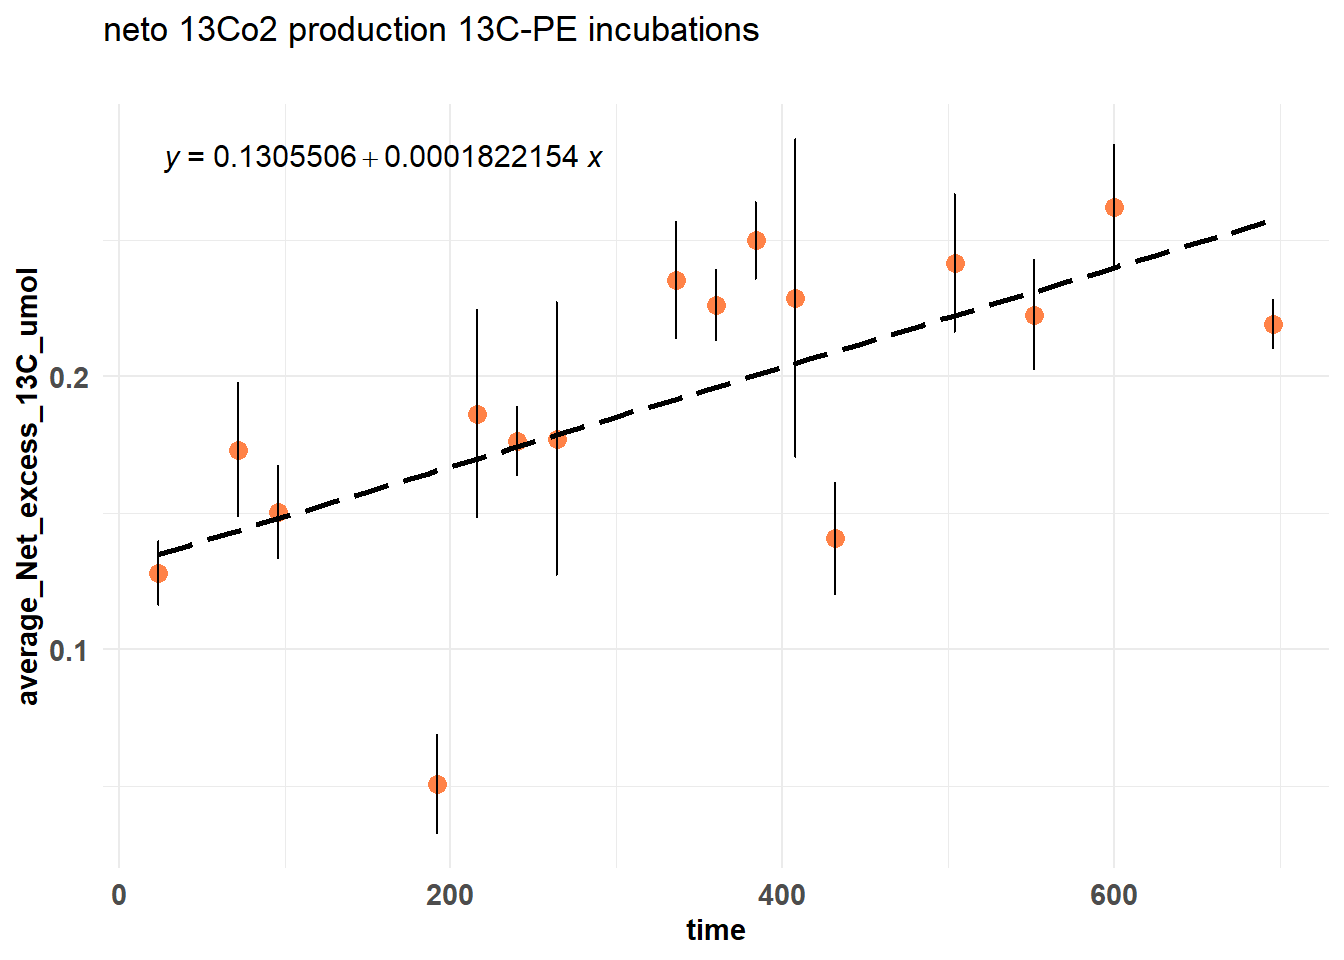 neto 13Co2 production 13C-PE incubations
y = 0.1305506 + 0.0001822154 x
average_Net_excess_13C_umol
0.2
0.1
0 200 400 600
time